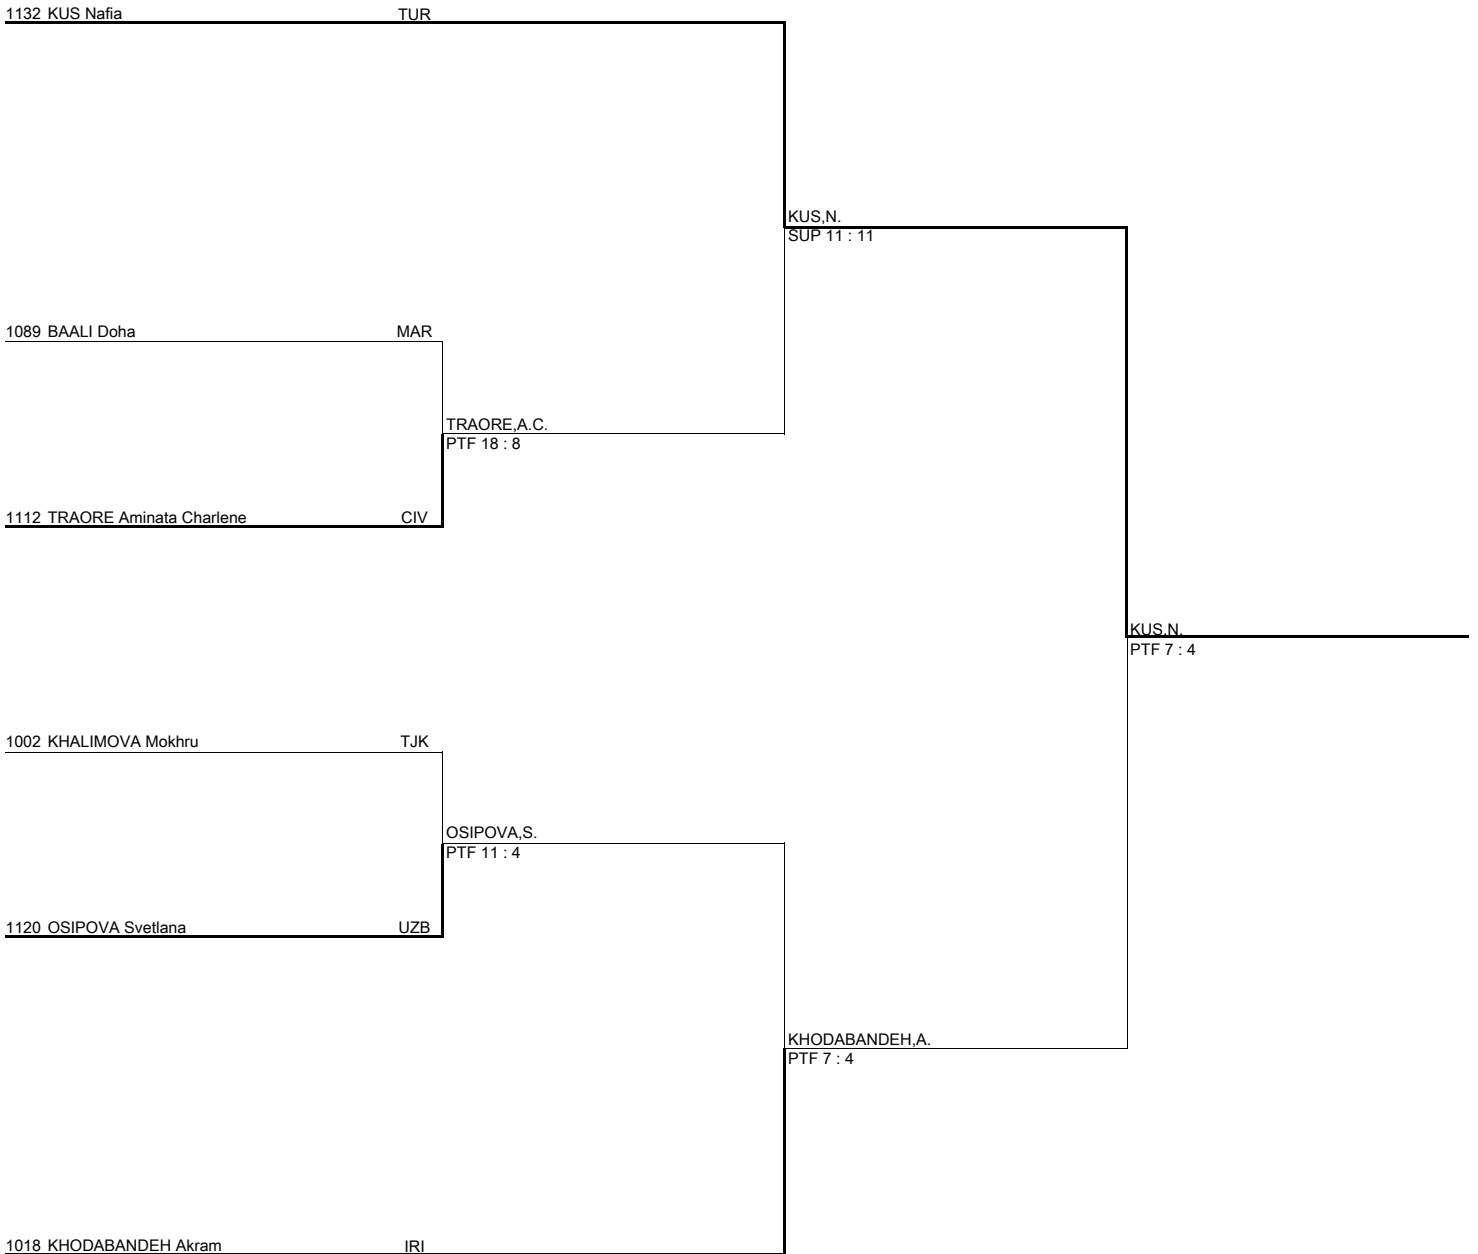 1132 KUS Nafia TUR
KUS,N.
SUP 11 : 11
1089 BAALI Doha MAR
TRAORE,A.C.
PTF 18 : 8
1112 TRAORE Aminata Charlene CIV
KUS,N.
PTF 7 : 4
1002 KHALIMOVA Mokhru TJK
OSIPOVA,S.
PTF 11 : 4
1120 OSIPOVA Svetlana UZB
KHODABANDEH,A.
PTF 7 : 4
1018 KHODABANDEH Akram IRI